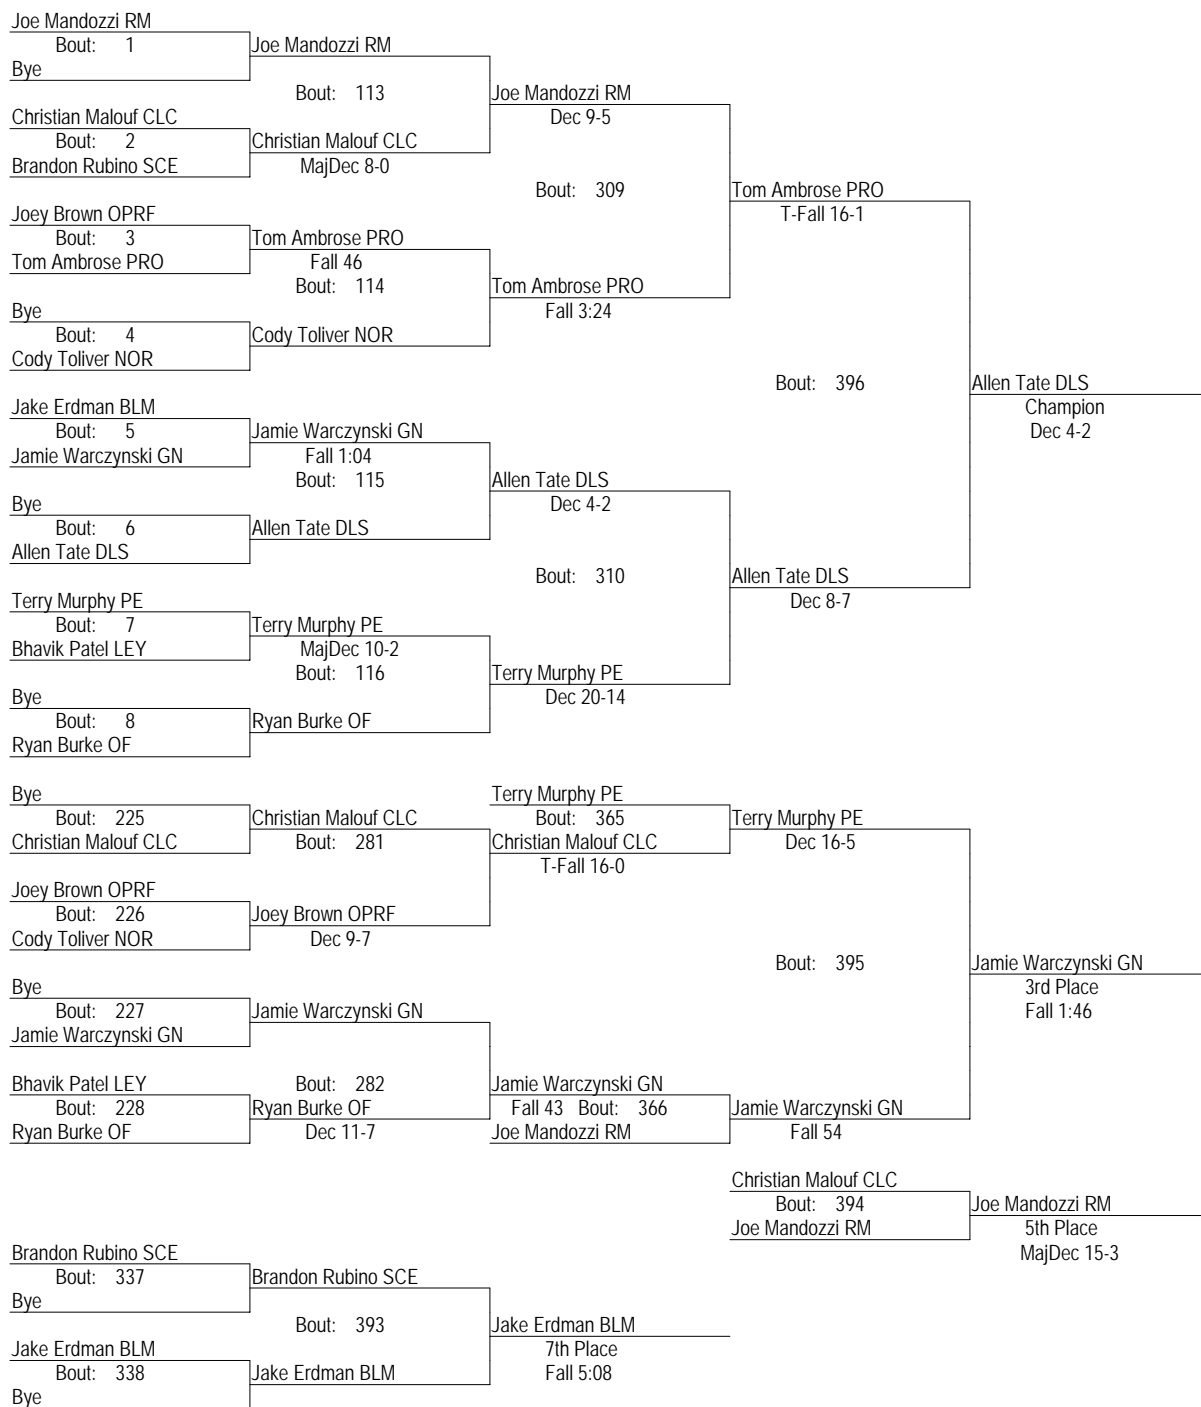 Joe Mandozzi RM
Bout: 1
Joe Mandozzi RM
Bye
Bout: 113
Joe Mandozzi RM
Dec 9-5
Christian Malouf CLC
Bout: 2
Christian Malouf CLC
Brandon Rubino SCE
MajDec 8-0
Bout: 309
Tom Ambrose PRO
T-Fall 16-1
Joey Brown OPRF
Bout: 3
Tom Ambrose PRO
Tom Ambrose PRO
Fall 46
Bout: 114
Tom Ambrose PRO
Fall 3:24
Bye
Bout: 4
Cody Toliver NOR
Cody Toliver NOR
Bout: 396
Allen Tate DLS
Champion
Dec 4-2
Jake Erdman BLM
Bout: 5
Jamie Warczynski GN
Jamie Warczynski GN
Fall 1:04
Bout: 115
Allen Tate DLS
Dec 4-2
Bye
Bout: 6
Allen Tate DLS
Allen Tate DLS
Bout: 310
Allen Tate DLS
Dec 8-7
Terry Murphy PE
Bout: 7
Terry Murphy PE
Bhavik Patel LEY
MajDec 10-2
Bout: 116
Terry Murphy PE
Dec 20-14
Bye
Bout: 8
Ryan Burke OF
Ryan Burke OF
Bye
Bout: 225
Christian Malouf CLC
Christian Malouf CLC
Bout: 281
Terry Murphy PE
Bout: 365
Terry Murphy PE
Christian Malouf CLC
Dec 16-5
T-Fall 16-0
Joey Brown OPRF
Bout: 226
Joey Brown OPRF
Cody Toliver NOR
Dec 9-7
Bout: 395
Jamie Warczynski GN
3rd Place
Fall 1:46
Bye
Bout: 227
Jamie Warczynski GN
Jamie Warczynski GN
Bhavik Patel LEY
Bout: 282
Jamie Warczynski GN
Bout: 228
Ryan Burke OF
Fall 43 Bout: 366
Jamie Warczynski GN
Ryan Burke OF
Dec 11-7
Joe Mandozzi RM
Fall 54
Christian Malouf CLC
Bout: 394
Joe Mandozzi RM
Joe Mandozzi RM
5th Place
MajDec 15-3
Brandon Rubino SCE
Bout: 337
Brandon Rubino SCE
Bye
Bout: 393
Jake Erdman BLM
7th Place
Fall 5:08
Jake Erdman BLM
Bout: 338
Jake Erdman BLM
Bye